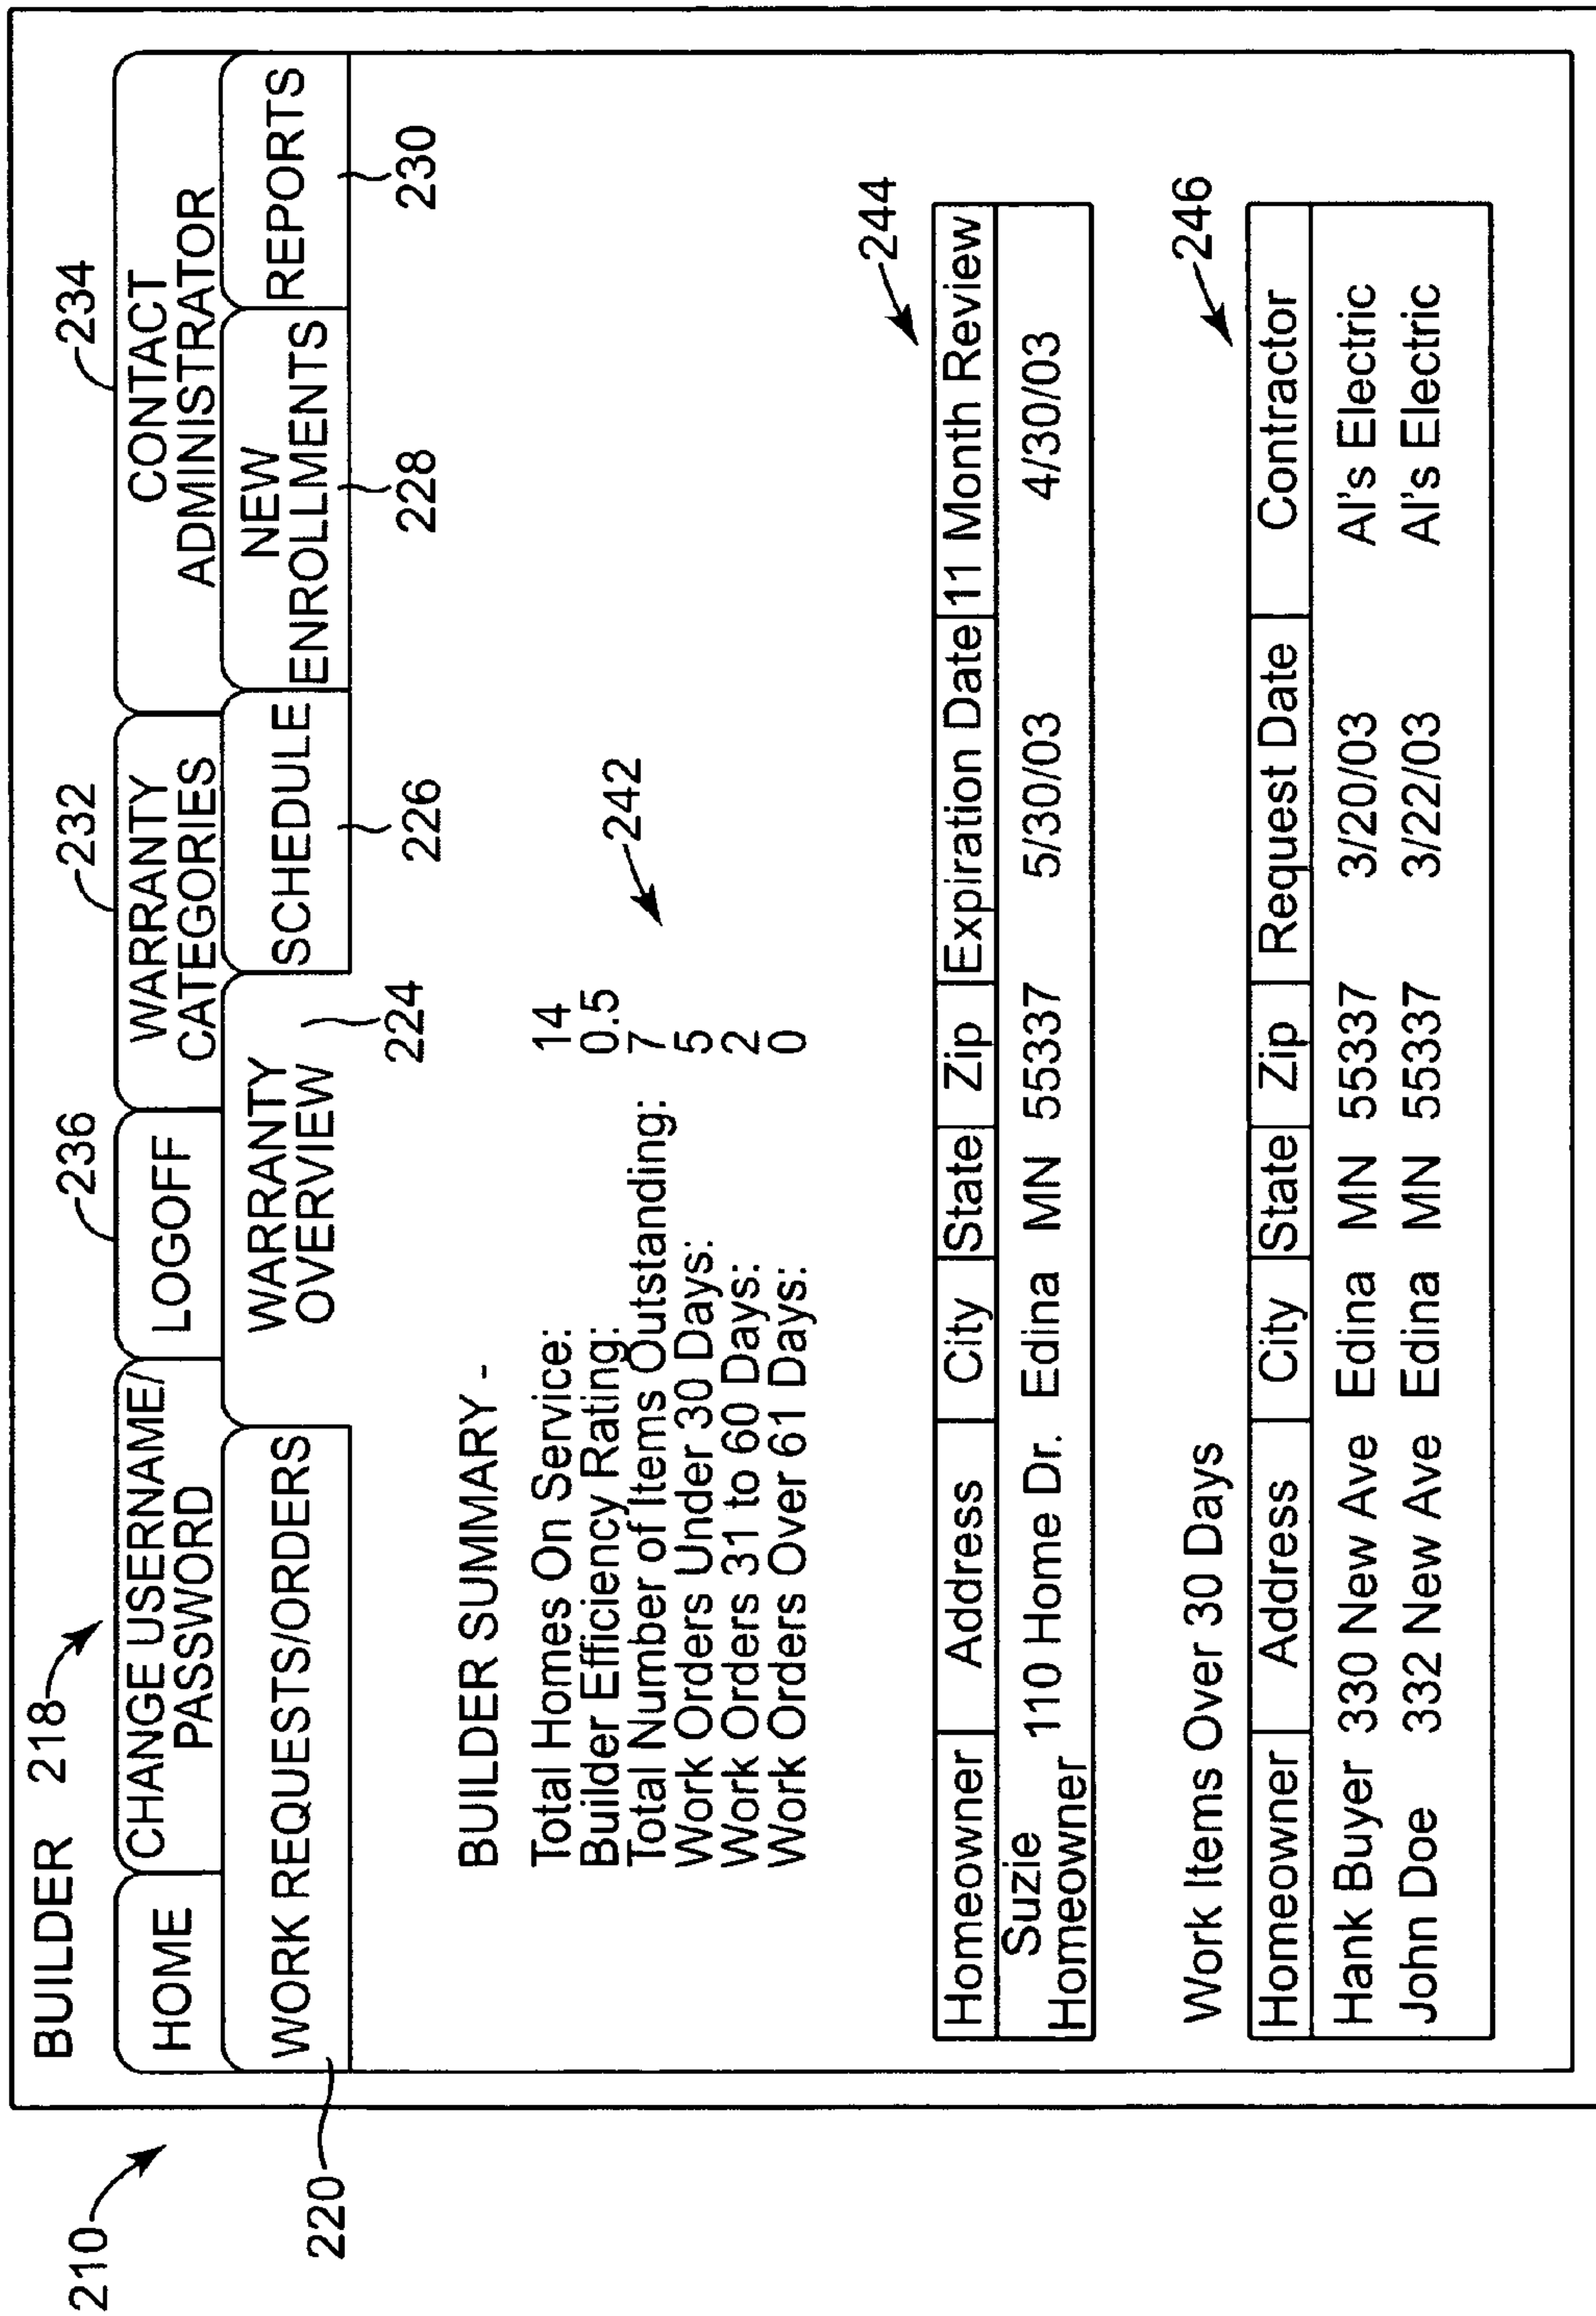 210
BUILDER 218
236 232 234
HOME CHANGE USERNAME/ LOGOFF WARRANTY CONTACT
PASSWORD CATEGORIES ADMINISTRATOR
WORK REQUESTS/ORDERS WARRANTY SCHEDULE NEW REPORTS
OVERVIEW ENROLLMENTS
220 224 226 228 230
BUILDER SUMMARY -
Total Homes On Service: 14
Builder Efficiency Rating: 0.5
Total Number of Items Outstanding: 7
Work Orders Under 30 Days: 5
Work Orders 31 to 60 Days: 2
Work Orders Over 61 Days: 0
242
244
Homeowner Address City State Zip Expiration Date 11 Month Review
Suzie 110 Home Dr. Edina MN 55337 5/30/03 4/30/03
Homeowner
Work Items Over 30 Days
246
Homeowner Address City State Zip Request Date Contractor
Hank Buyer 330 New Ave Edina MN 55337 3/20/03 Al's Electric
John Doe 332 New Ave Edina MN 55337 3/22/03 Al's Electric